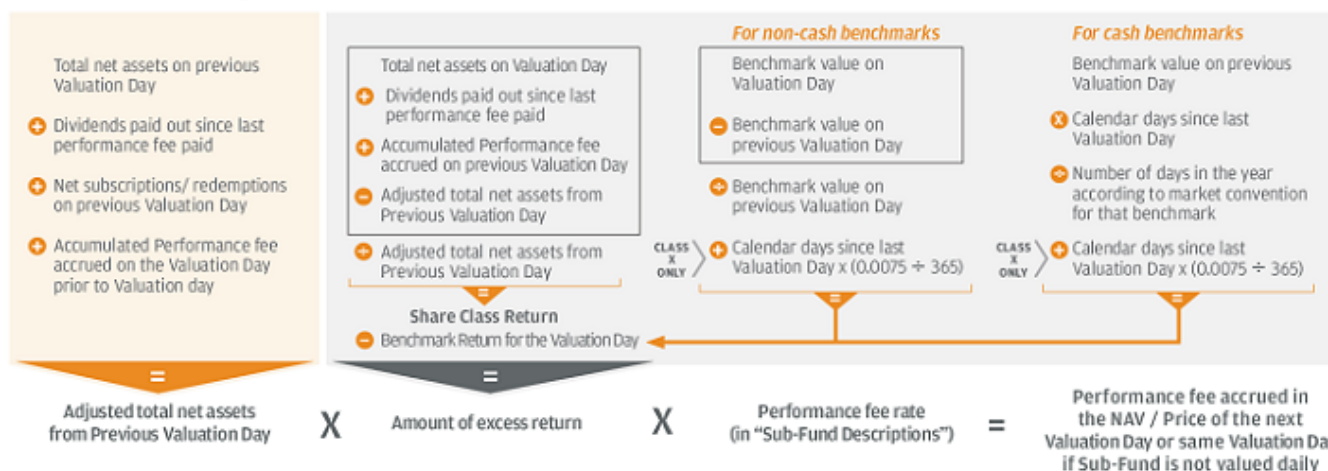 Total net assets on previous
Valuation Day
+ Dividends paid out since last
performance fee paid
+ Net subscriptions/ redemptions
on previous Valuation Day
+ Accumulated Performance fee
accrued on the Valuation Day
prior to Valuation day
=
Adjusted total net assets
from Previous Valuation Day
X
Total net assets on Valuation Day
+ Dividends paid out since last
performance fee paid
+ Accumulated Performance fee
accrued on previous Valuation Day
− Adjusted total net assets from
Previous Valuation Day
÷ Adjusted total net assets from
Previous Valuation Day
=
Share Class Return
− Benchmark Return for the Valuation Day
=
Amount of excess return
For non-cash benchmarks
Benchmark value on
Valuation Day
− Benchmark value on
previous Valuation Day
÷ Benchmark value on
previous Valuation Day
CLASS
X
ONLY
+ Calendar days since last
Valuation Day x (0.0075 ÷ 365)
=
For cash benchmarks
Benchmark value on previous
Valuation Day
X Calendar days since last
Valuation Day
÷ Number of days in the year
according to market convention
for that benchmark
CLASS
X
ONLY
+ Calendar days since last
Valuation Day x (0.0075 ÷ 365)
=
X
Performance fee rate
(in “Sub-Fund Descriptions”)
=
Performance fee accrued in
the NAV / Price of the next
Valuation Day or same Valuation Da
if Sub-Fund is not valued daily